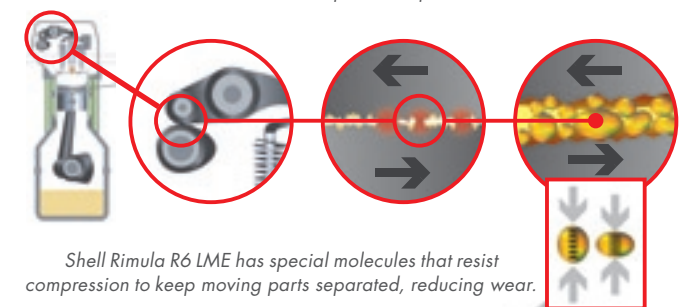 Shell Rimula R6 LME has special molecules that resist
compression to keep moving parts separated, reducing wear.